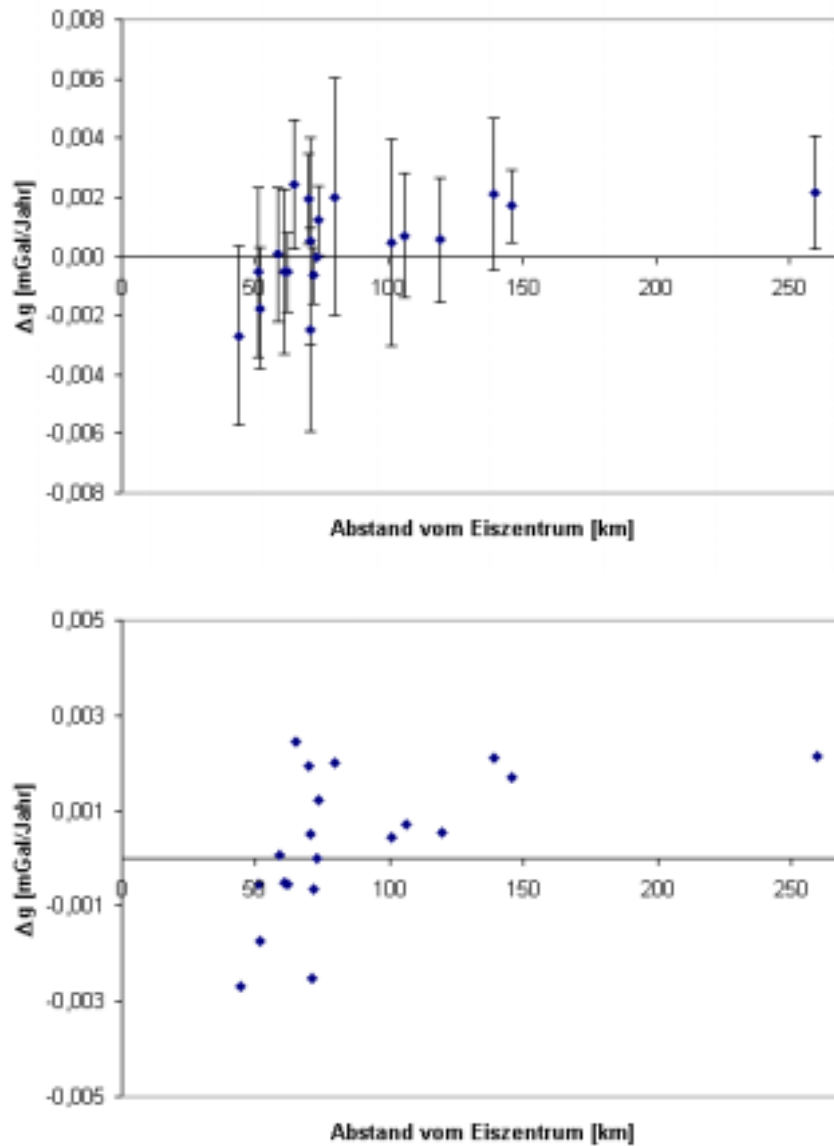 0,008
0,006
0,004
0,002
0,000
-0,002
-0,004
-0,006
-0,008
0 50 100 150 200 250
Δg [mGal/Jahr]
Abstand vom Eiszentrum [km]
0,005
0,003
0,001
-0,001
-0,003
-0,005
0 50 100 150 200 250
Δg [mGal/Jahr]
Abstand vom Eiszentrum [km]